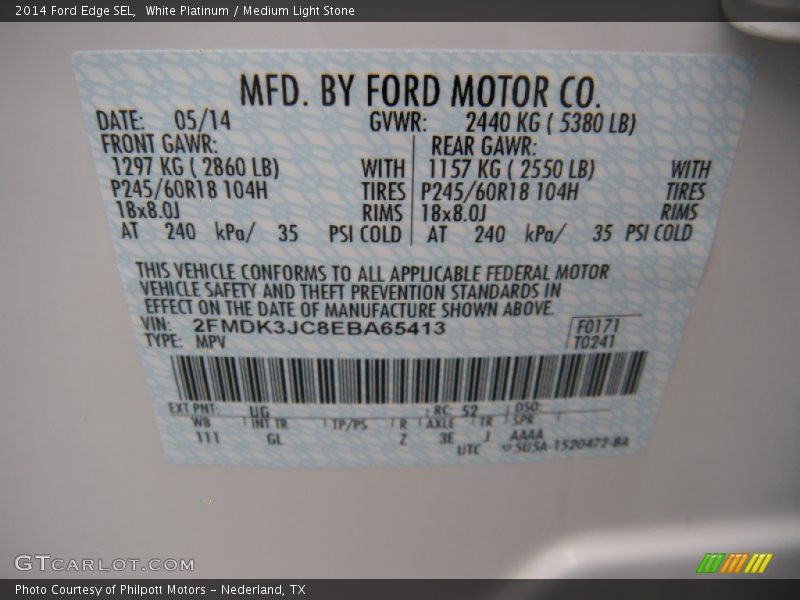 2014 Ford Edge SEL, White Platinum / Medium Light Stone
MFD. BY FORD MOTOR CO.
DATE: 05/14 GVWR: 2440 KG ( 5380 LB)
FRONT GAWR: REAR GAWR:
1297 KG ( 2860 LB) WITH 1157 KG ( 2550 LB) WITH
P245/60R18 104H TIRES P245/60R18 104H TIRES
18x8.0J RIMS 18x8.0J RIMS
AT 240 kPa/ 35 PSI COLD AT 240 kPa/ 35 PSI COLD
THIS VEHICLE CONFORMS TO ALL APPLICABLE FEDERAL MOTOR
VEHICLE SAFETY AND THEFT PREVENTION STANDARDS IN
EFFECT ON THE DATE OF MANUFACTURE SHOWN ABOVE.
VIN: 2FMDK3JC8EBA65413 F0171
TYPE: MPV T0241
EXT PNT: UG RC: 52 DSO:
WB INT TR TP/PS R AXLE TR SPR
111 GL Z 3E J AAAA
UTC SUSA-1520472-BA
GTCARLOT.COM
Photo Courtesy of Philpott Motors - Nederland, TX